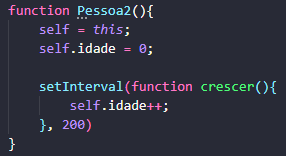 function Pessoa2(){
    self = this;
    self.idade = 0;

    setInterval(function crescer(){
        self.idade++;
    }, 200)
}